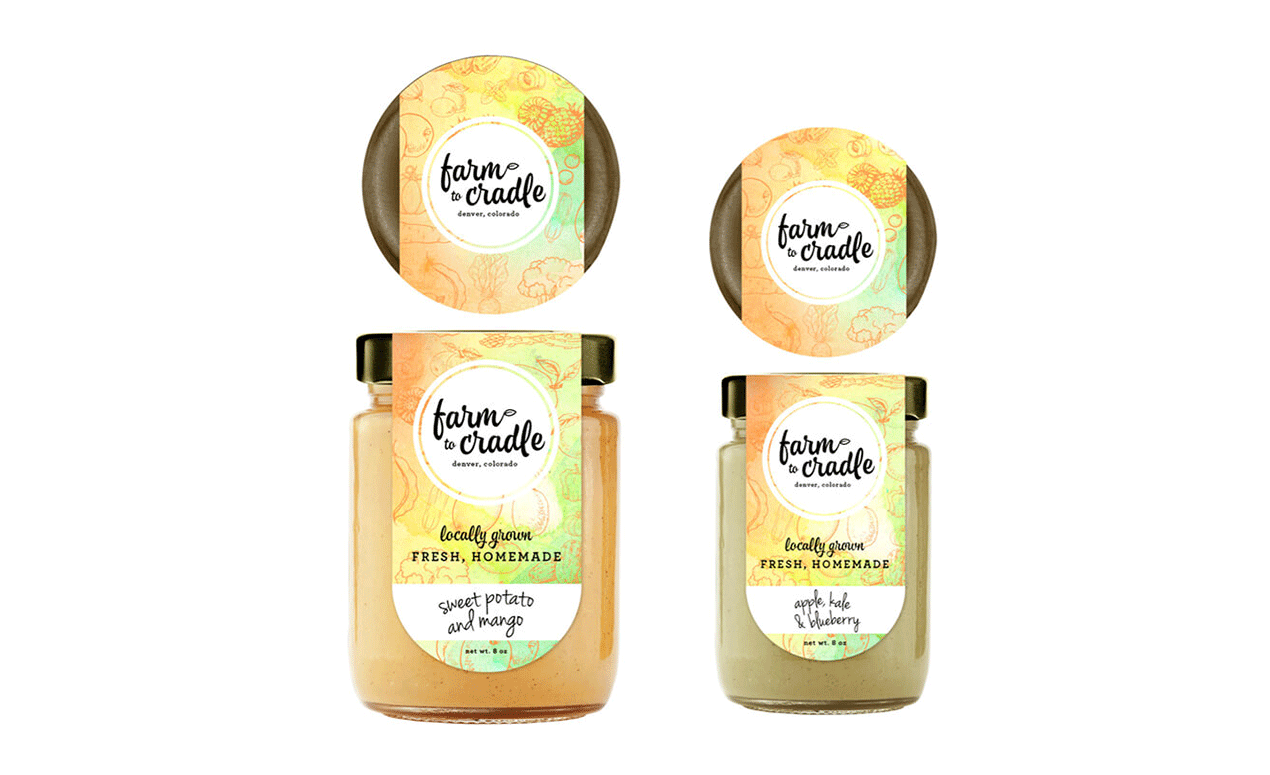 farm
to cradle
denver, colorado
farm
to cradle
denver, colorado
farm
to cradle
denver, colorado
locally grown
FRESH, HOMEMADE
sweet potato
and mango
net wt. 8 oz
farm
to cradle
denver, colorado
locally grown
FRESH, HOMEMADE
apple, kale
& blueberry
net wt. 8 oz